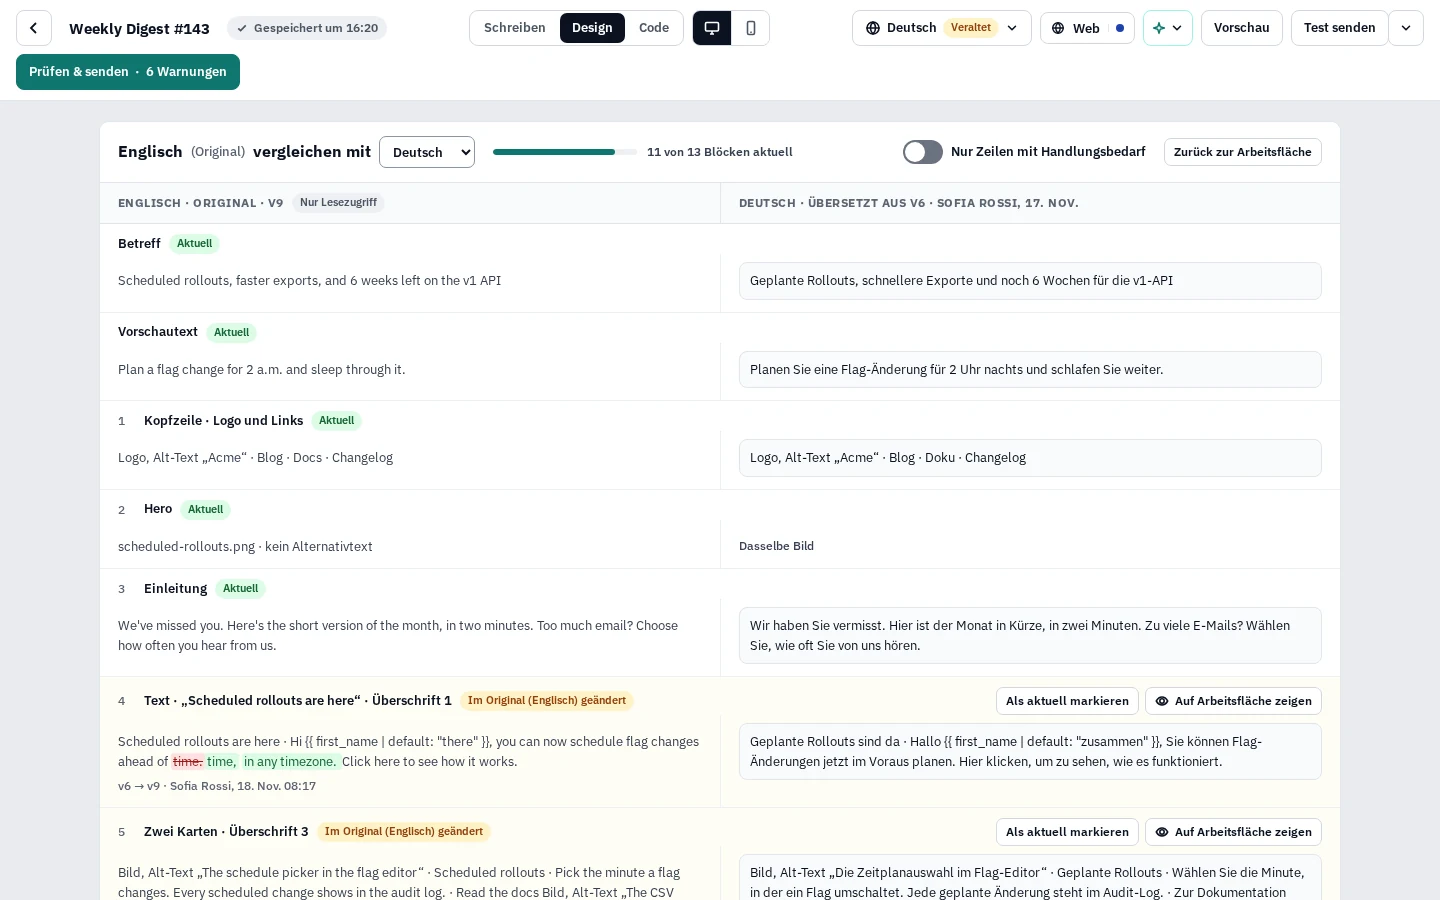 Weekly Digest #143
Gespeichert um 16:20
Schreiben
Design
Code
Deutsch
Veraltet
Web
Vorschau
Test senden
Prüfen & senden · 6 Warnungen
Englisch (Original) vergleichen mit
Deutsch
11 von 13 Blöcken aktuell
Nur Zeilen mit Handlungsbedarf
Zurück zur Arbeitsfläche
ENGLISCH · ORIGINAL · V9
Nur Lesezugriff
DEUTSCH · ÜBERSETZT AUS V6 · SOFIA ROSSI, 17. NOV.
Betreff
Aktuell
Scheduled rollouts, faster exports, and 6 weeks left on the v1 API
Geplante Rollouts, schnellere Exporte und noch 6 Wochen für die v1-API
Vorschautext
Aktuell
Plan a flag change for 2 a.m. and sleep through it.
Planen Sie eine Flag-Änderung für 2 Uhr nachts und schlafen Sie weiter.
1
Kopfzeile · Logo und Links
Aktuell
Logo, Alt-Text „Acme“ · Blog · Docs · Changelog
Logo, Alt-Text „Acme“ · Blog · Doku · Changelog
2
Hero
Aktuell
scheduled-rollouts.png · kein Alternativtext
Dasselbe Bild
3
Einleitung
Aktuell
We've missed you. Here's the short version of the month, in two minutes. Too much email? Choose
how often you hear from us.
Wir haben Sie vermisst. Hier ist der Monat in Kürze, in zwei Minuten. Zu viele E-Mails? Wählen
Sie, wie oft Sie von uns hören.
4
Text · „Scheduled rollouts are here“ · Überschrift 1
Im Original (Englisch) geändert
Als aktuell markieren
Auf Arbeitsfläche zeigen
Scheduled rollouts are here · Hi {{ first_name | default: "there" }}, you can now schedule flag changes
ahead of time. time, in any timezone. Click here to see how it works.
v6 → v9 · Sofia Rossi, 18. Nov. 08:17
Geplante Rollouts sind da · Hallo {{ first_name | default: "zusammen" }}, Sie können Flag-
Änderungen jetzt im Voraus planen. Hier klicken, um zu sehen, wie es funktioniert.
5
Zwei Karten · Überschrift 3
Im Original (Englisch) geändert
Als aktuell markieren
Auf Arbeitsfläche zeigen
Bild, Alt-Text „The schedule picker in the flag editor“ · Scheduled rollouts · Pick the minute a flag
changes. Every scheduled change shows in the audit log. · Read the docs Bild, Alt-Text „The CSV
Bild, Alt-Text „Die Zeitplanauswahl im Flag-Editor“ · Geplante Rollouts · Wählen Sie die Minute,
in der ein Flag umschaltet. Jede geplante Änderung steht im Audit-Log. · Zur Dokumentation